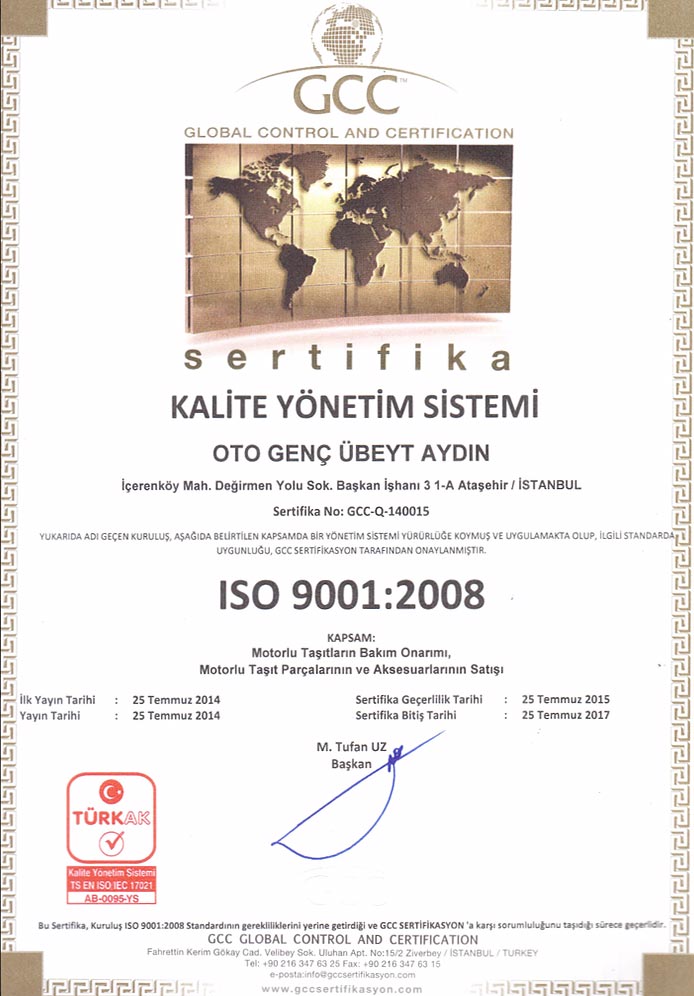 GCC™
GLOBAL CONTROL AND CERTIFICATION
sertifika
KALİTE YÖNETİM SİSTEMİ
OTO GENÇ ÜBEYT AYDIN
İçerenköy Mah. Değirmen Yolu Sok. Başkan İşhanı 3 1-A Ataşehir / İSTANBUL
Sertifika No: GCC-Q-140015
YUKARIDA ADI GEÇEN KURULUŞ, AŞAĞIDA BELİRTİLEN KAPSAMDA BİR YÖNETİM SİSTEMİ YÜRÜRLÜĞE KOYMUŞ VE UYGULAMAKTA OLUP, İLGİLİ STANDARDA
UYGUNLUĞU, GCC SERTİFİKASYON TARAFINDAN ONAYLANMIŞTIR.
ISO 9001:2008
KAPSAM:
Motorlu Taşıtların Bakım Onarımı,
Motorlu Taşıt Parçalarının ve Aksesuarlarının Satışı
İlk Yayın Tarihi : 25 Temmuz 2014 Sertifika Geçerlilik Tarihi : 25 Temmuz 2015
Yayın Tarihi : 25 Temmuz 2014 Sertifika Bitiş Tarihi : 25 Temmuz 2017
M. Tufan UZ
Başkan
TÜRKAK
Kalite Yönetim Sistemi
TS EN ISO IEC 17021
AB-0095-YS
Bu Sertifika, Kuruluş ISO 9001:2008 Standardının gerekliliklerini yerine getirdiği ve GCC SERTİFİKASYON 'a karşı sorumluluğunu taşıdığı sürece geçerlidir.
GCC GLOBAL CONTROL AND CERTIFICATION
Fahrettin Kerim Gökay Cad. Velibey Sok. Uluhan Apt. No:15/2 Ziverbey / İSTANBUL / TURKEY
Tel: +90 216 347 63 25 Fax: +90 216 347 63 15
e-posta:info@gccsertifikasyon.com
www.gccsertifikasyon.com